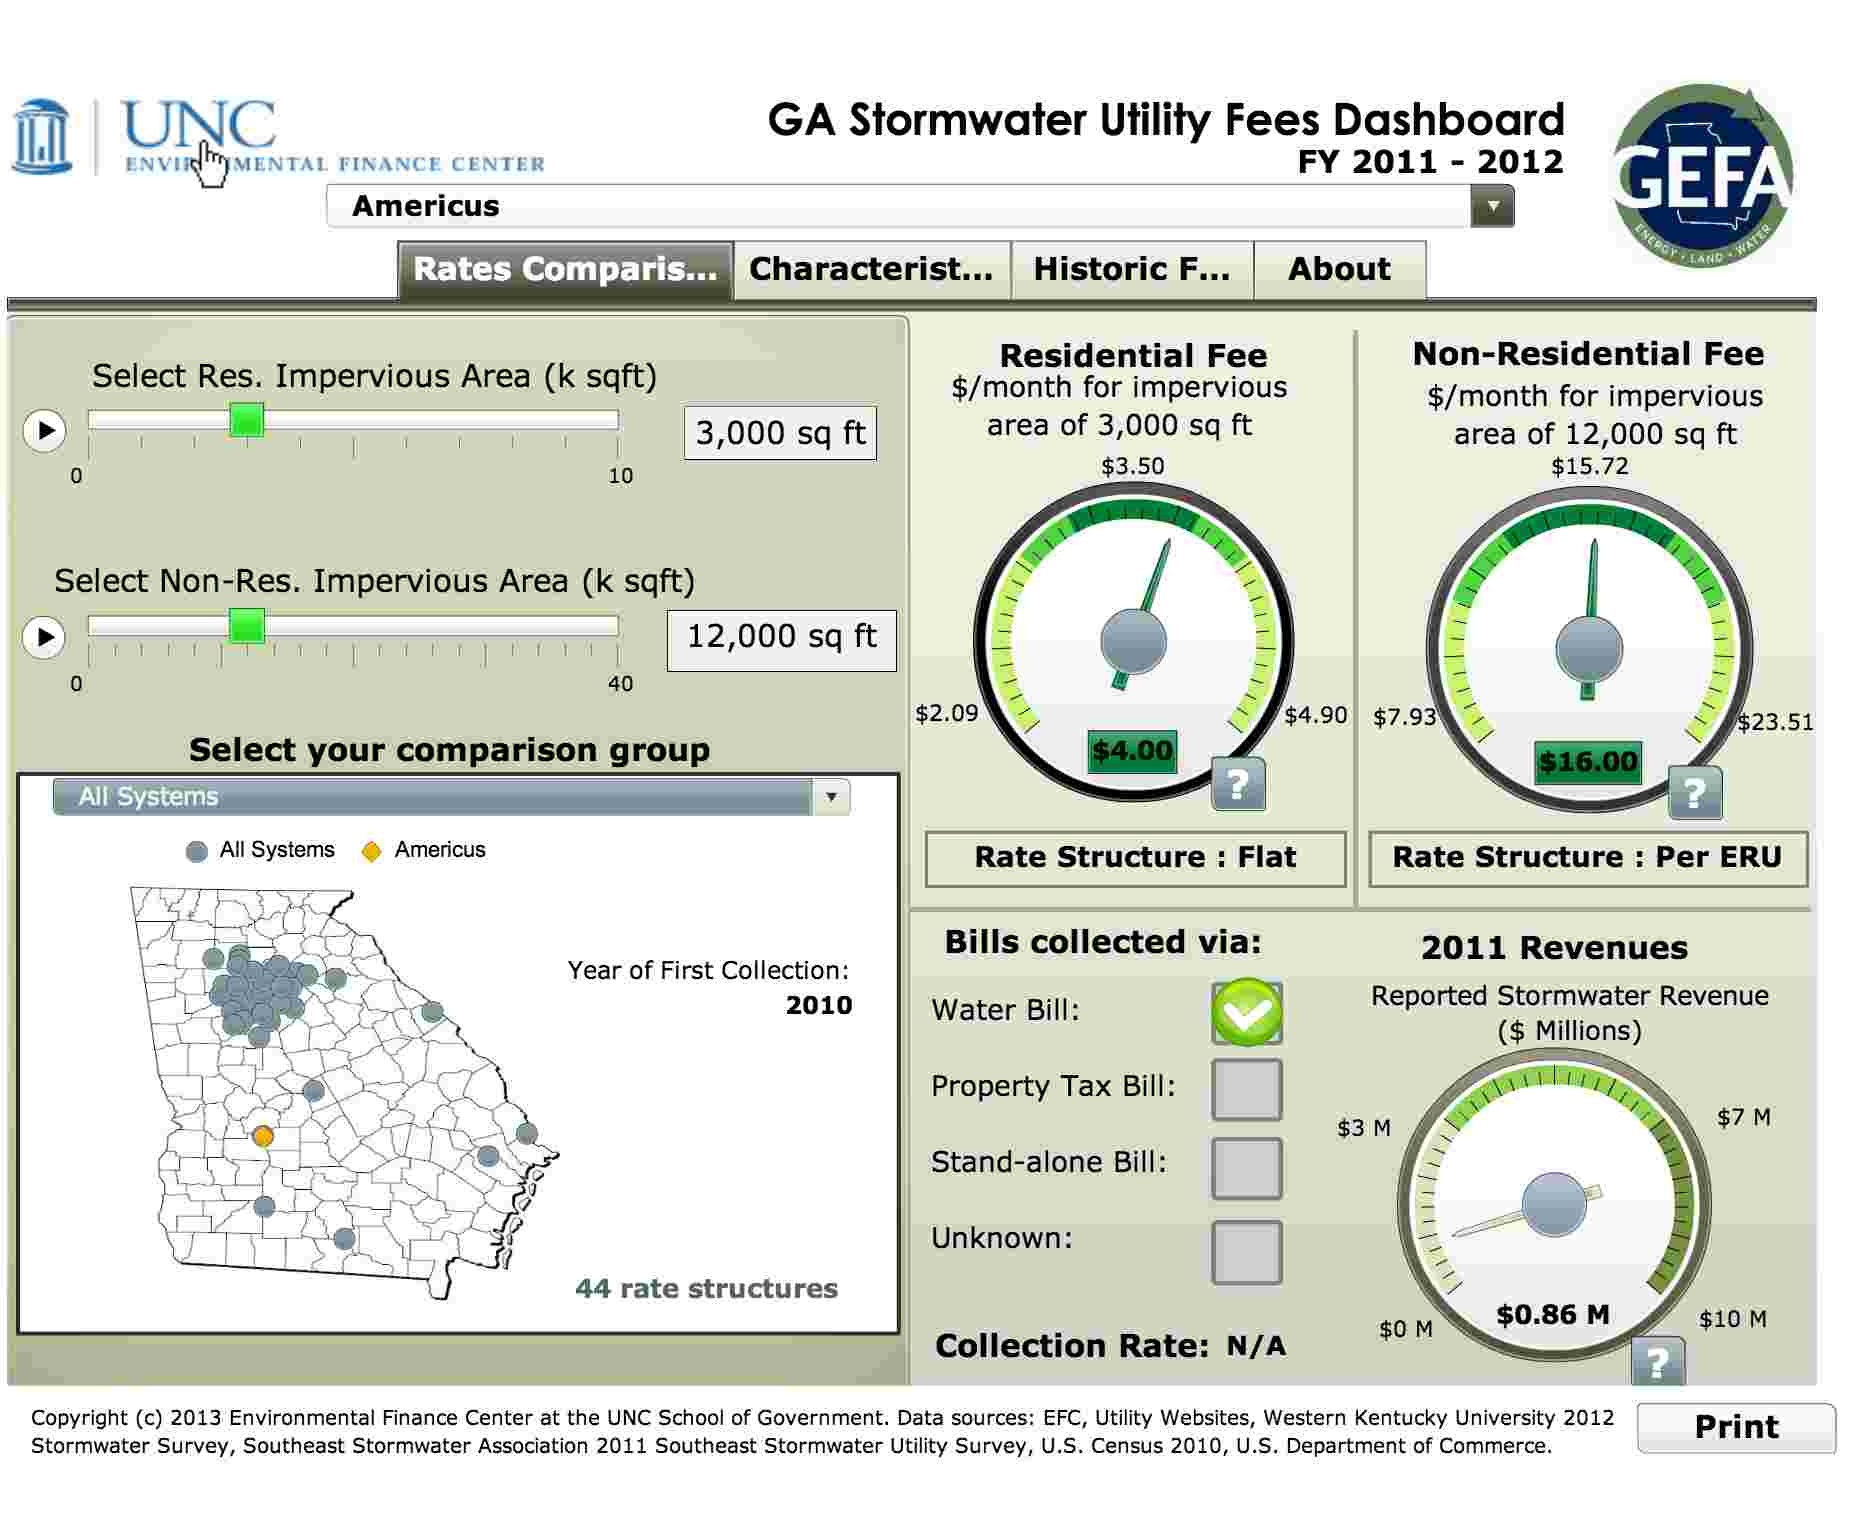 UNC
ENVIR MENTAL FINANCE CENTER
GA Stormwater Utility Fees Dashboard
FY 2011 - 2012
GEFA
ENERGY • LAND • WATER
Americus
Rates Comparis...
Characterist...
Historic F...
About
Select Res. Impervious Area (k sqft)
3,000 sq ft
0
10
Select Non-Res. Impervious Area (k sqft)
12,000 sq ft
0
40
Select your comparison group
All Systems
All Systems
Americus
Year of First Collection:
2010
44 rate structures
Residential Fee
$/month for impervious
area of 3,000 sq ft
$3.50
$2.09
$4.90
$4.00
?
Rate Structure : Flat
Non-Residential Fee
$/month for impervious
area of 12,000 sq ft
$15.72
$7.93
$23.51
$16.00
?
Rate Structure : Per ERU
Bills collected via:
Water Bill:
Property Tax Bill:
Stand-alone Bill:
Unknown:
Collection Rate: N/A
2011 Revenues
Reported Stormwater Revenue
($ Millions)
$3 M
$7 M
$0 M
$10 M
$0.86 M
?
Copyright (c) 2013 Environmental Finance Center at the UNC School of Government. Data sources: EFC, Utility Websites, Western Kentucky University 2012
Stormwater Survey, Southeast Stormwater Association 2011 Southeast Stormwater Utility Survey, U.S. Census 2010, U.S. Department of Commerce.
Print